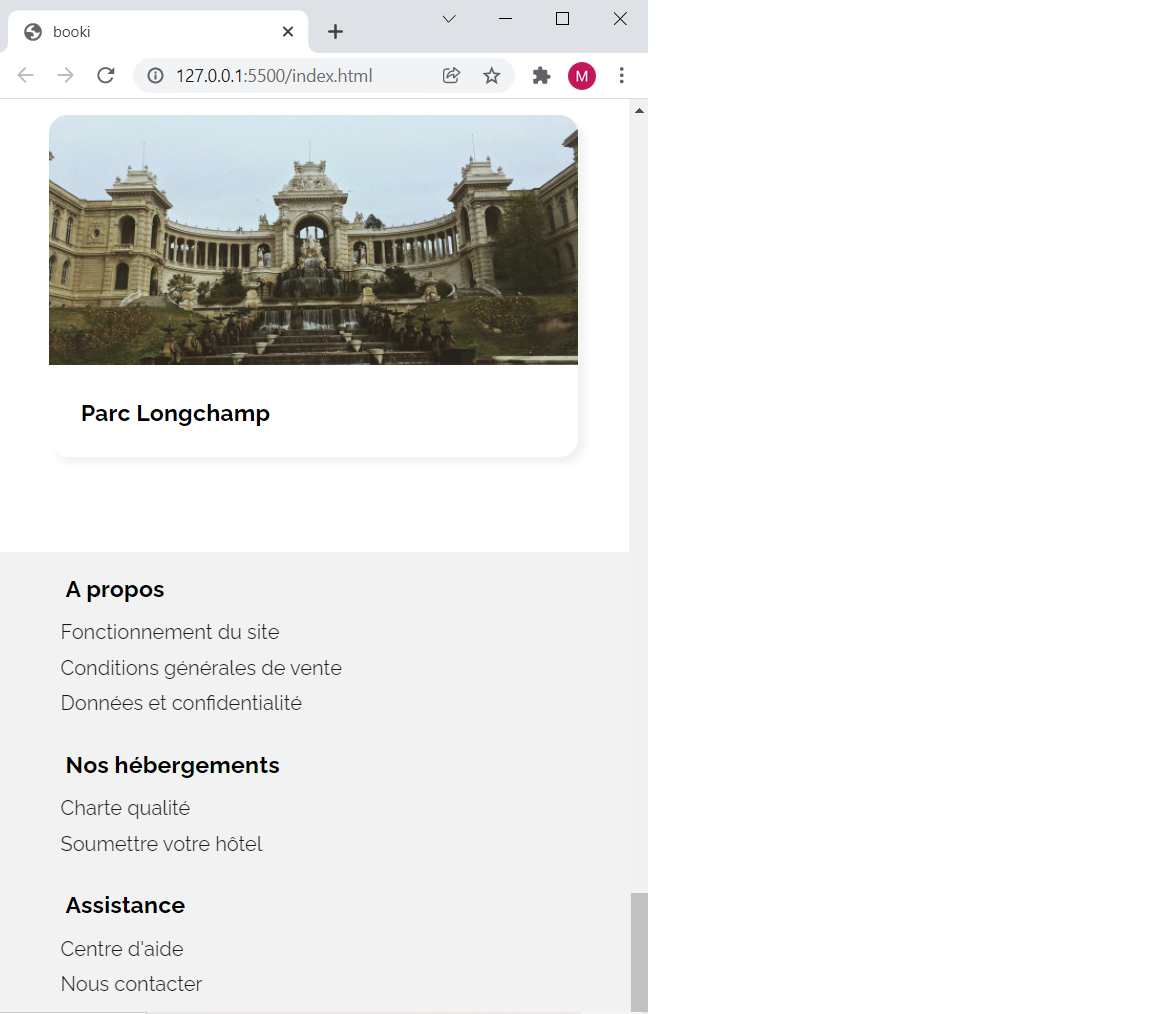 booki
127.0.0.1:5500/index.html
M
Parc Longchamp
A propos
Fonctionnement du site
Conditions générales de vente
Données et confidentialité
Nos hébergements
Charte qualité
Soumettre votre hôtel
Assistance
Centre d'aide
Nous contacter